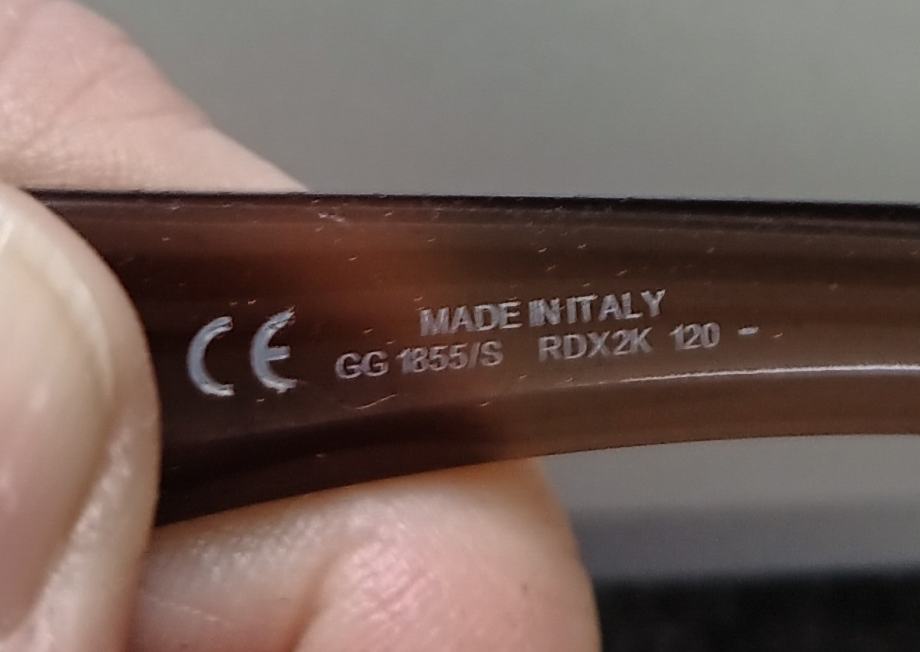 MADE IN ITALY
CE GG 1855/S RDX2K 120 -